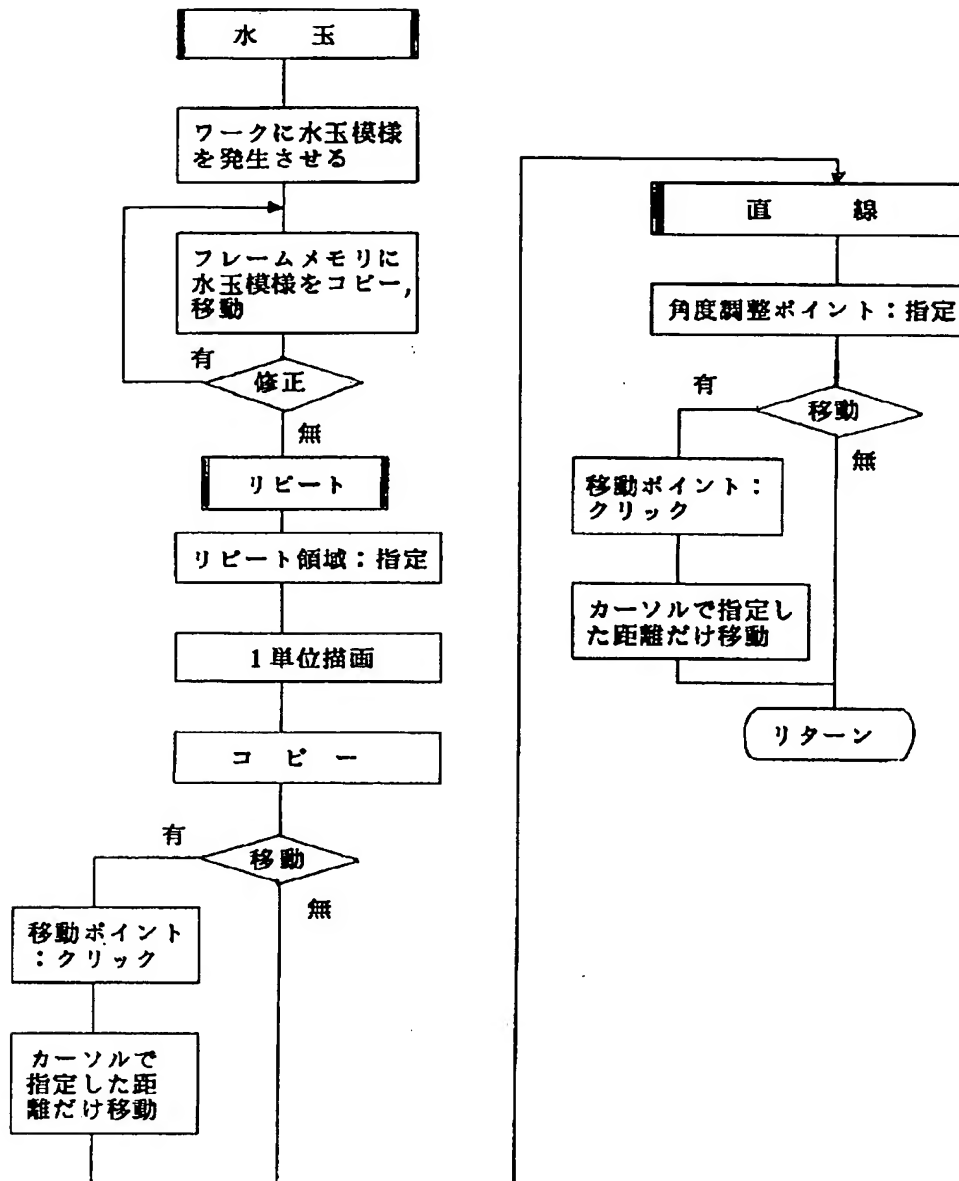 水 玉
ワークに水玉模様
を発生させる
フレームメモリに
水玉模様をコピー,
移動
有
修正
無
リピート
リピート領域：指定
1単位描画
コ ピ ー
有
移動
無
移動ポイント
：クリック
カーソルで
指定した距
離だけ移動
直 線
角度調整ポイント：指定
有
移動
無
移動ポイント：
クリック
カーソルで指定し
た距離だけ移動
リターン